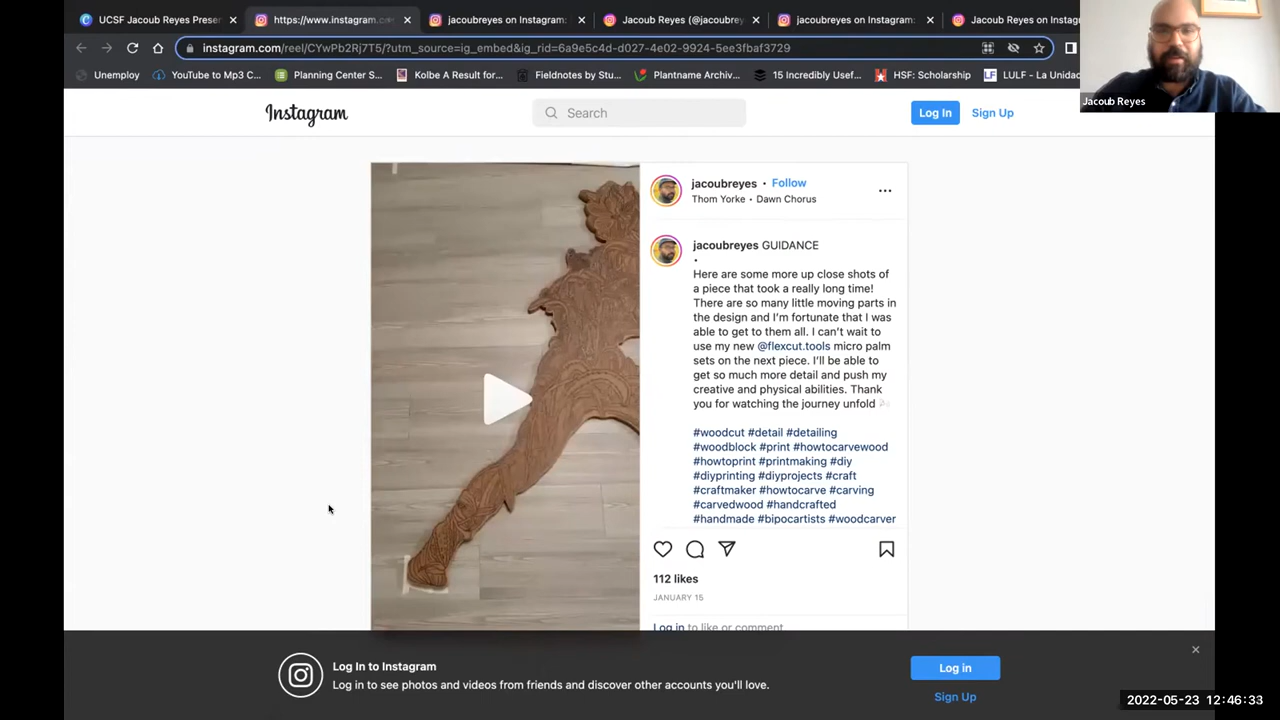 UCSF Jacoub Reyes Presen
https://www.instagram.co
jacoubreyes on Instagram:
Jacoub Reyes (@jacoubrey
jacoubreyes on Instagram:
Jacoub Reyes on Instag
instagram.com/reel/CYwPb2Rj7T5/?utm_source=ig_embed&ig_rid=6a9e5c4d-d027-4e02-9924-5ee3fbaf3729
Unemploy
YouTube to Mp3 C...
Planning Center S...
Kolbe A Result for...
Fieldnotes by Stu...
Plantname Archiv...
15 Incredibly Usef...
HSF: Scholarship
LULF - La Unidad
Jacoub Reyes
Instagram
Search
Log In
Sign Up
jacoubreyes • Follow
Thom Yorke • Dawn Chorus
jacoubreyes GUIDANCE
.
Here are some more up close shots of
a piece that took a really long time!
There are so many little moving parts in
the design and I'm fortunate that I was
able to get to them all. I can't wait to
use my new @flexcut.tools micro palm
sets on the next piece. I'll be able to
get so much more detail and push my
creative and physical abilities. Thank
you for watching the journey unfold
#woodcut #detail #detailing
#woodblock #print #howtocarvewood
#howtoprint #printmaking #diy
#diyprinting #diyprojects #craft
#craftmaker #howtocarve #carving
#carvedwood #handcrafted
#handmade #bipocartists #woodcarver
112 likes
JANUARY 15
Log in to like or comment
Log In to Instagram
Log in to see photos and videos from friends and discover other accounts you'll love.
Log in
Sign Up
2022-05-23 12:46:33